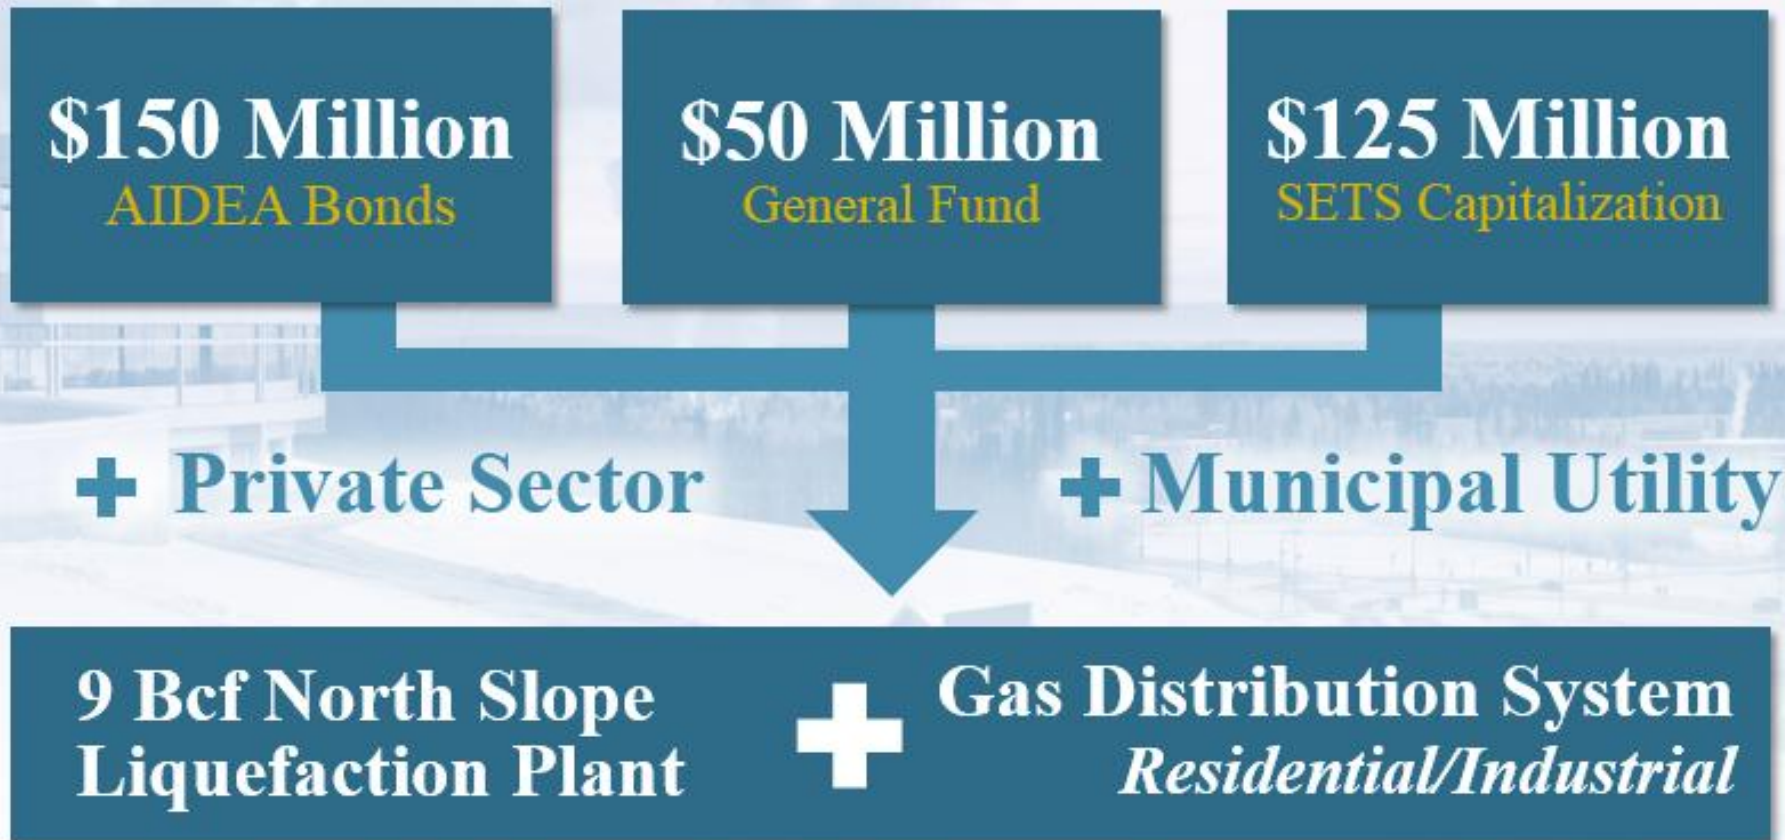 $150 Million
AIDEA Bonds
$50 Million
General Fund
$125 Million
SETS Capitalization
+ Private Sector
+ Municipal Utility
9 Bcf North Slope
Liquefaction Plant
+
Gas Distribution System
Residential/Industrial